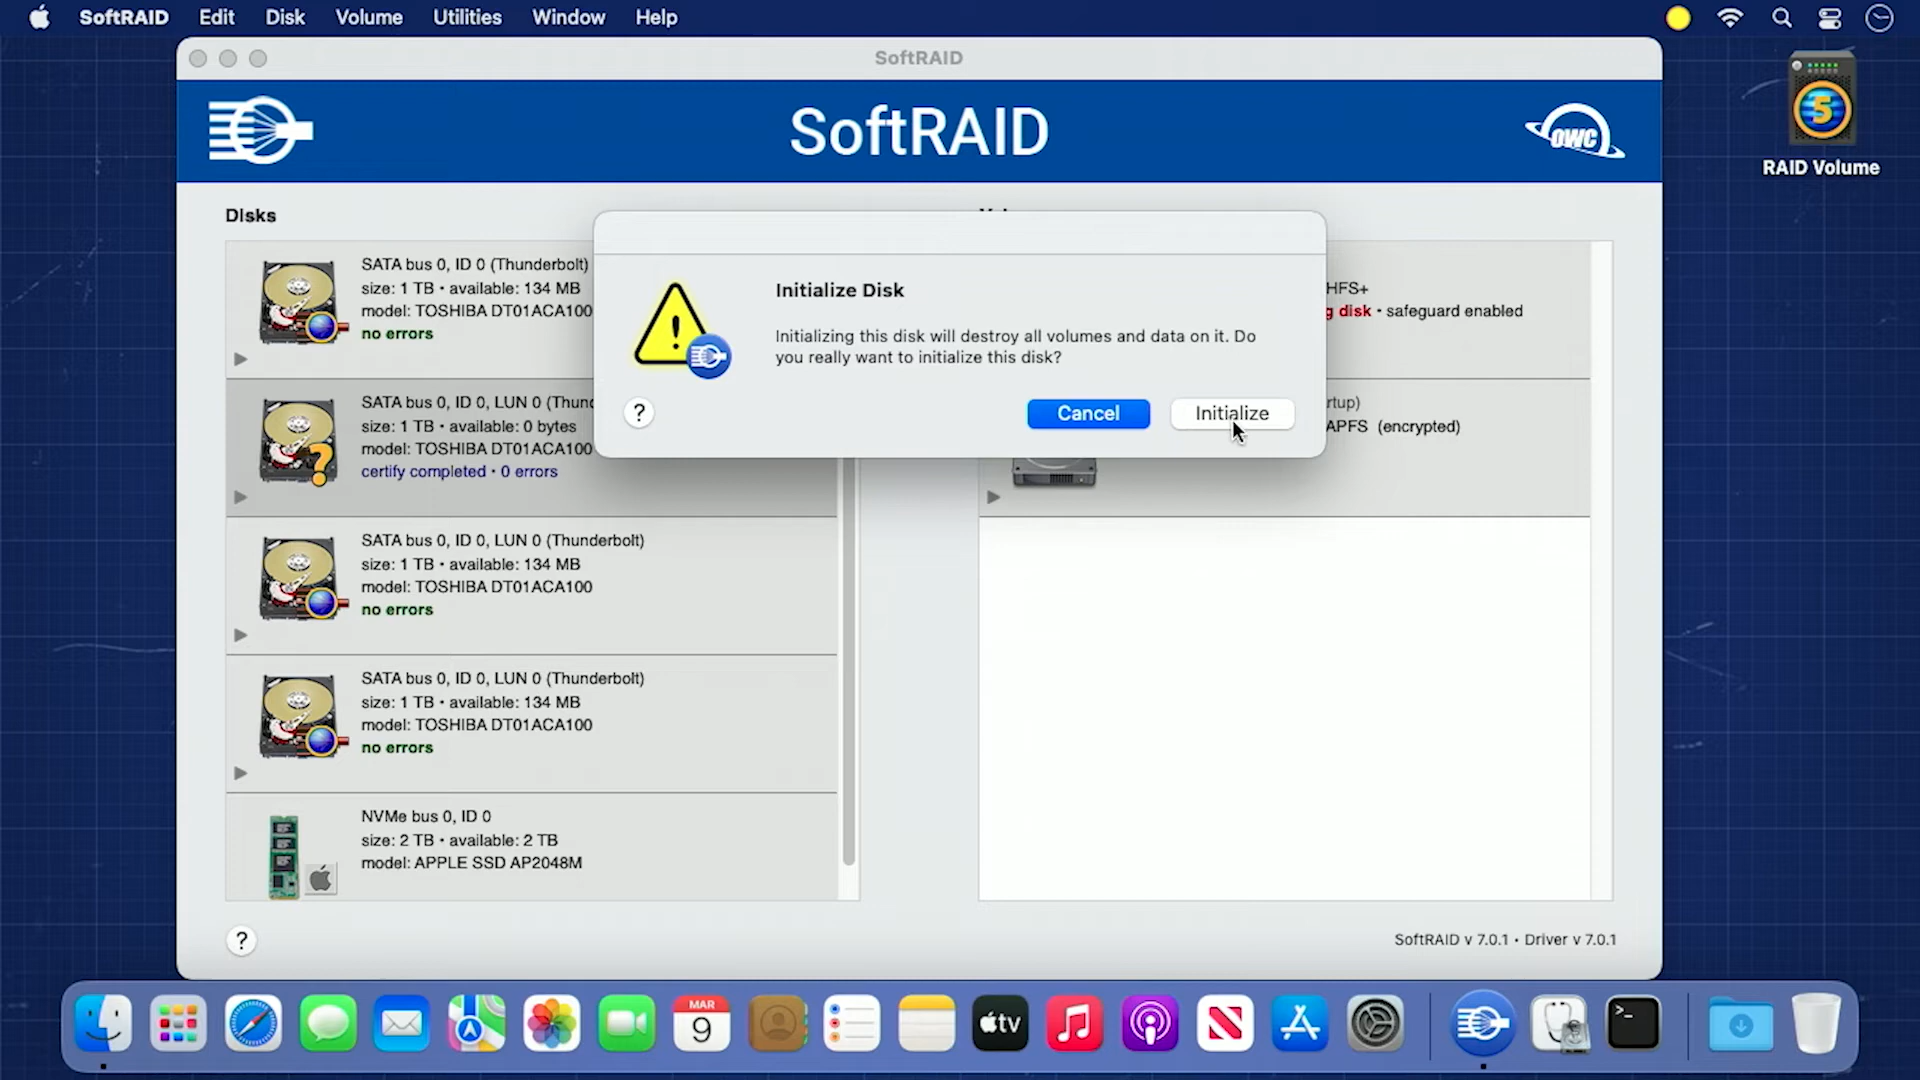 SoftRAID Edit Disk Volume Utilities Window Help
SoftRAID
SoftRAID
OWC
5
RAID Volume
Disks
SATA bus 0, ID 0 (Thunderbolt)
size: 1 TB • available: 134 MB
model: TOSHIBA DT01ACA100
no errors
SATA bus 0, ID 0, LUN 0 (Thund
size: 1 TB • available: 0 bytes
model: TOSHIBA DT01ACA100
certify completed • 0 errors
SATA bus 0, ID 0, LUN 0 (Thunderbolt)
size: 1 TB • available: 134 MB
model: TOSHIBA DT01ACA100
no errors
SATA bus 0, ID 0, LUN 0 (Thunderbolt)
size: 1 TB • available: 134 MB
model: TOSHIBA DT01ACA100
no errors
NVMe bus 0, ID 0
size: 2 TB • available: 2 TB
model: APPLE SSD AP2048M
Initialize Disk
Initializing this disk will destroy all volumes and data on it. Do
you really want to initialize this disk?
? Cancel Initialize
HFS+
g disk • safeguard enabled
rtup)
APFS (encrypted)
?
SoftRAID v 7.0.1 • Driver v 7.0.1
MAR
9
tv
>_